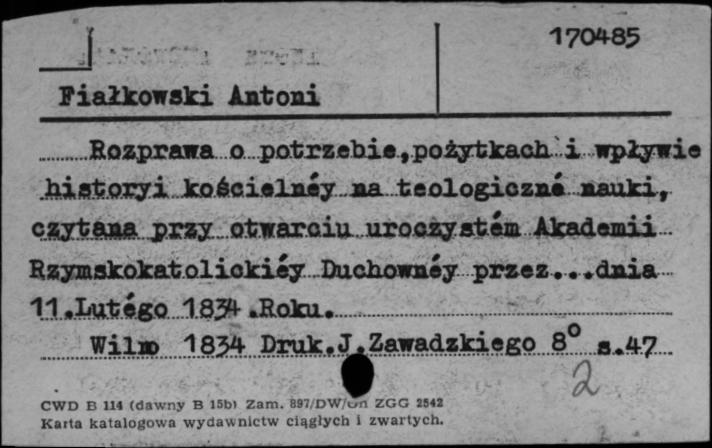 170485
Fiałkowski Antoni
Rozprawa o potrzebie,pożytkach i wpływie
historyi kościelnéy na teologiczné nauki,
czytana przy otwarciu uroczystém Akademii
Rzymskokatolickiéy Duchownéy przez...dnia
11.Lutégo 1834.Roku.
Wilno 1834 Druk.J.Zawadzkiego 8° s.47
2
CWD B 114 (dawny B 15b) Zam. 897/DW/ ZGG 2542
Karta katalogowa wydawnictw ciągłych i zwartych.